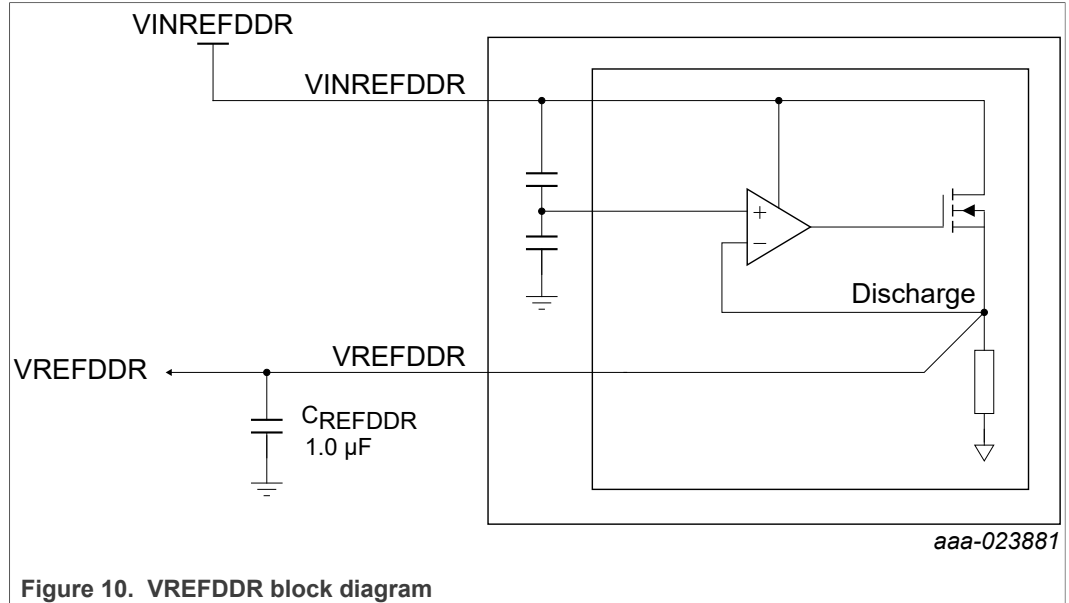 VINREFDDR
VINREFDDR
+
−
Discharge
VREFDDR
VREFDDR
CREFDDR
1.0 µF
aaa-023881
Figure 10. VREFDDR block diagram